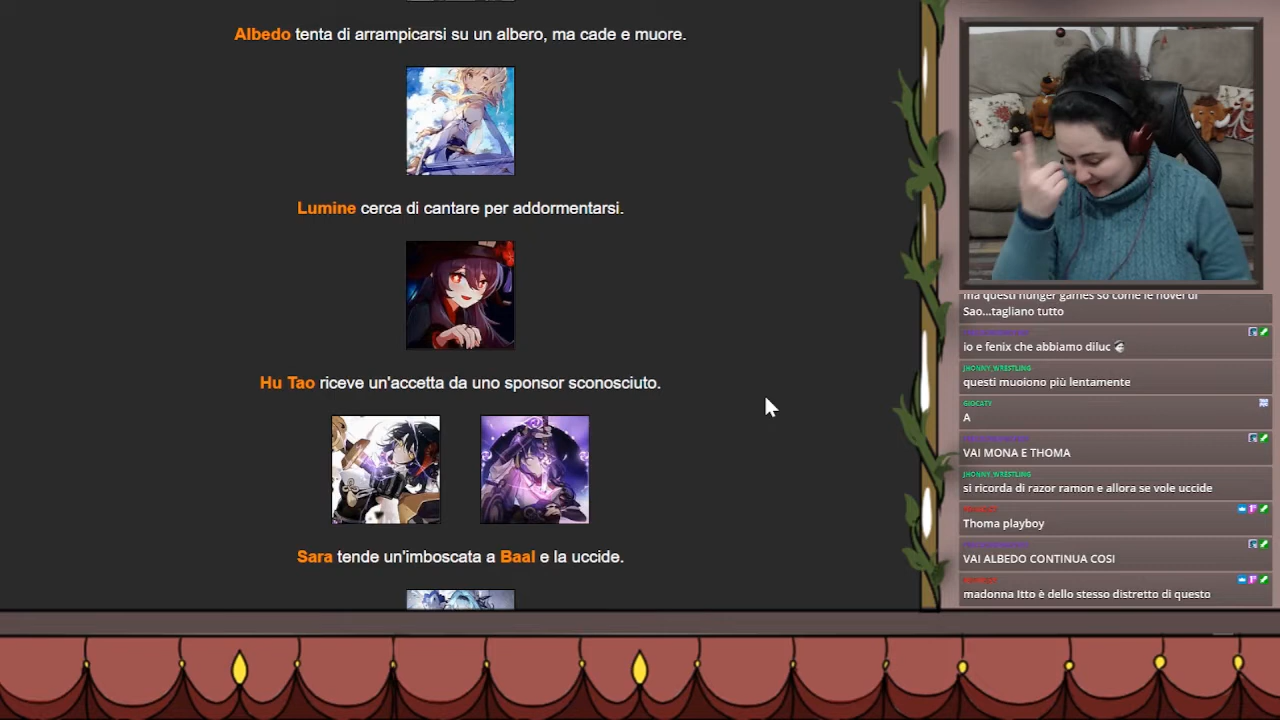 Albedo tenta di arrampicarsi su un albero, ma cade e muore.
Lumine cerca di cantare per addormentarsi.
Hu Tao riceve un'accetta da uno sponsor sconosciuto.
Sara tende un'imboscata a Baal e la uccide.
ma questi hunger games so come le novel di
Sao...tagliano tutto
io e fenix che abbiamo diluc
JHONNY_WRESTLING
questi muoiono più lentamente
GIOCATY
A
VAI MONA E THOMA
JHONNY_WRESTLING
si ricorda di razor ramon e allora se vole uccide
Thoma playboy
VAI ALBEDO CONTINUA COSI
madonna Itto è dello stesso distretto di questo